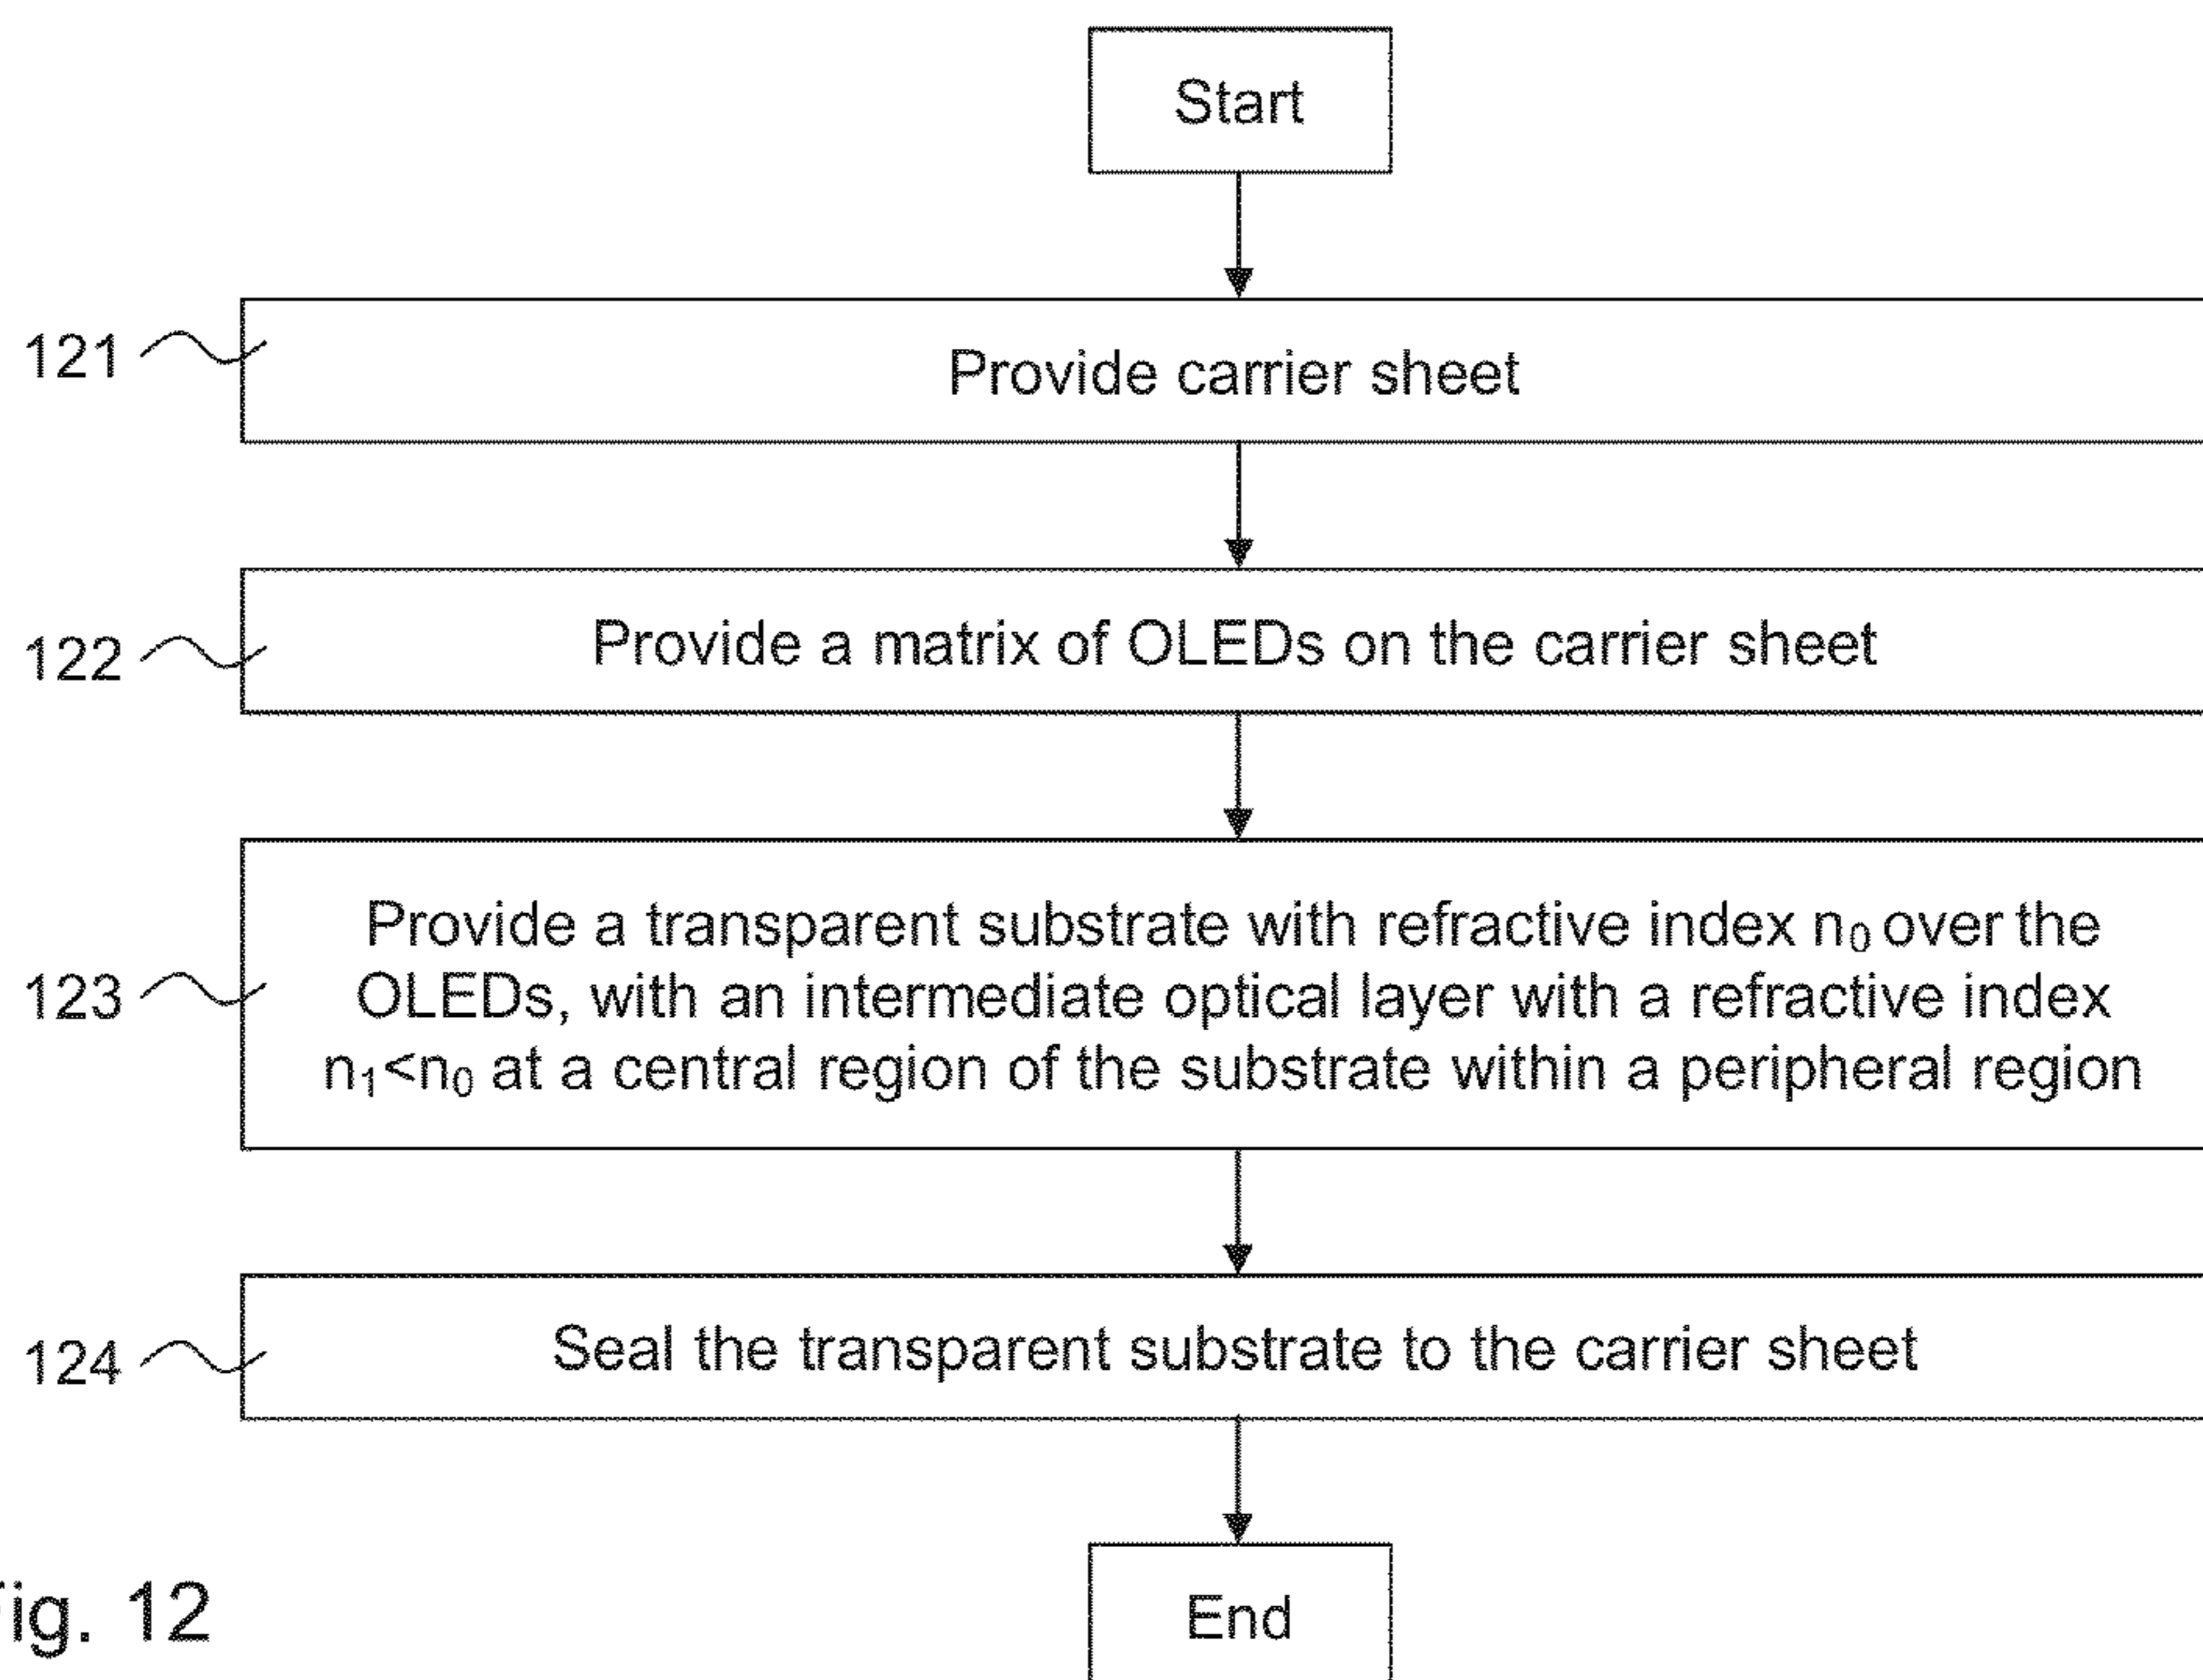 Start
121
Provide carrier sheet
122
Provide a matrix of OLEDs on the carrier sheet
123
Provide a transparent substrate with refractive index n₀ over the
OLEDs, with an intermediate optical layer with a refractive index
n₁<n₀ at a central region of the substrate within a peripheral region
124
Seal the transparent substrate to the carrier sheet
End
ig. 12